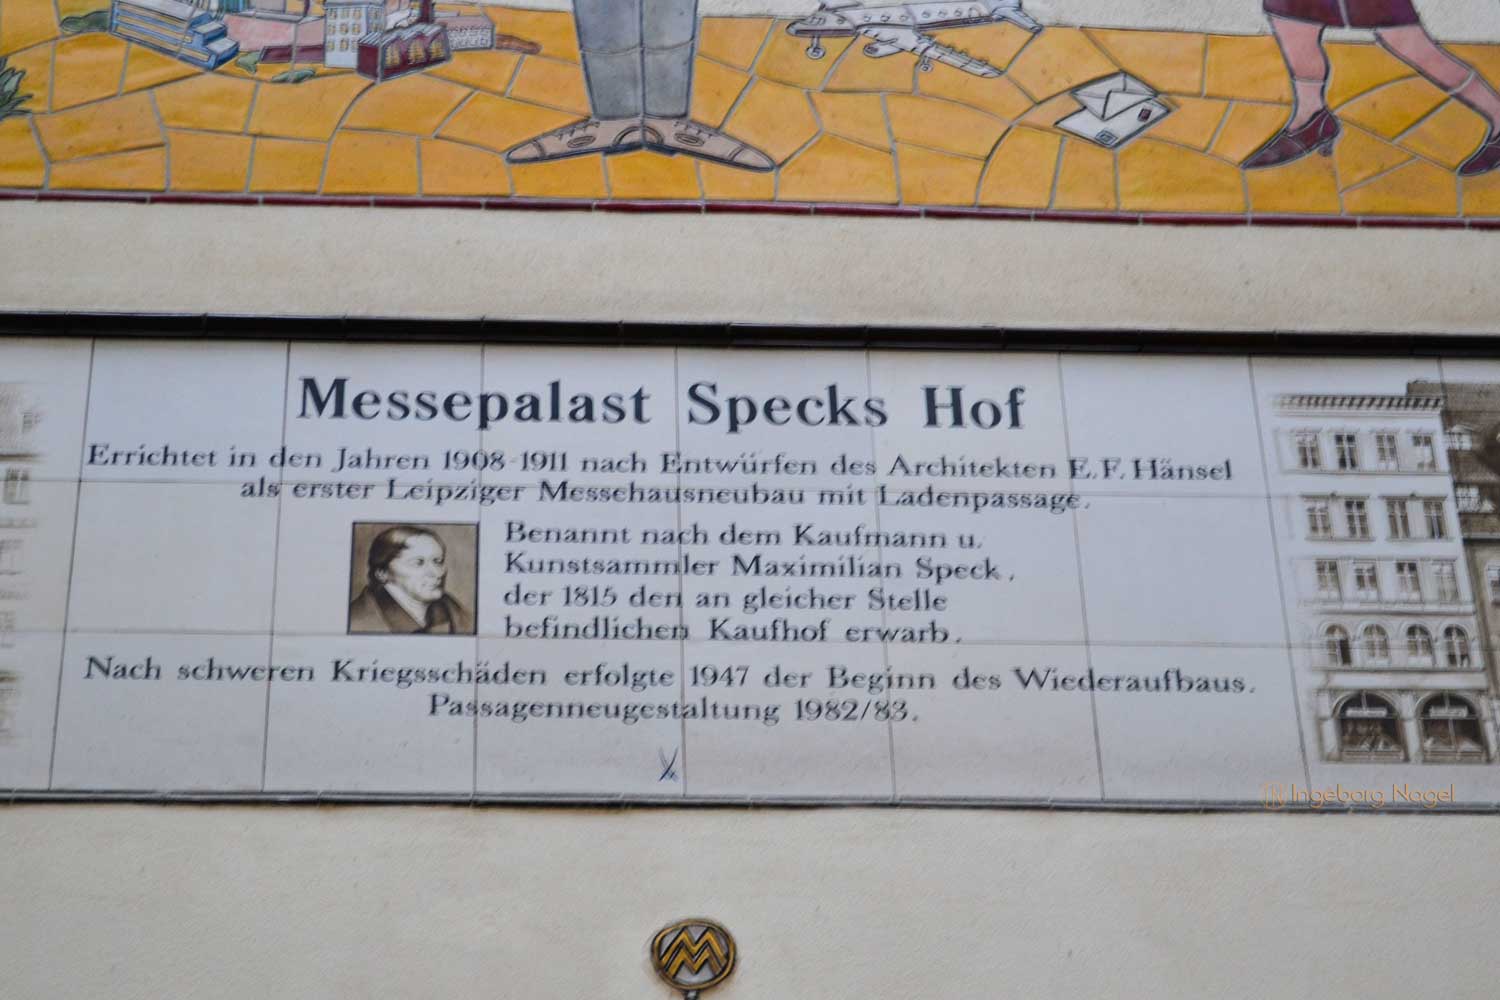 Messepalast Specks Hof
Errichtet in den Jahren 1908-1911 nach Entwürfen des Architekten E.F. Hänsel
als erster Leipziger Messehausneubau mit Ladenpassage.
Benannt nach dem Kaufmann u.
Kunstsammler Maximilian Speck,
der 1815 den an gleicher Stelle
befindlichen Kaufhof erwarb.
Nach schweren Kriegsschäden erfolgte 1947 der Beginn des Wiederaufbaus.
Passagenneugestaltung 1982/83.
Ingeborg Nagel
MM